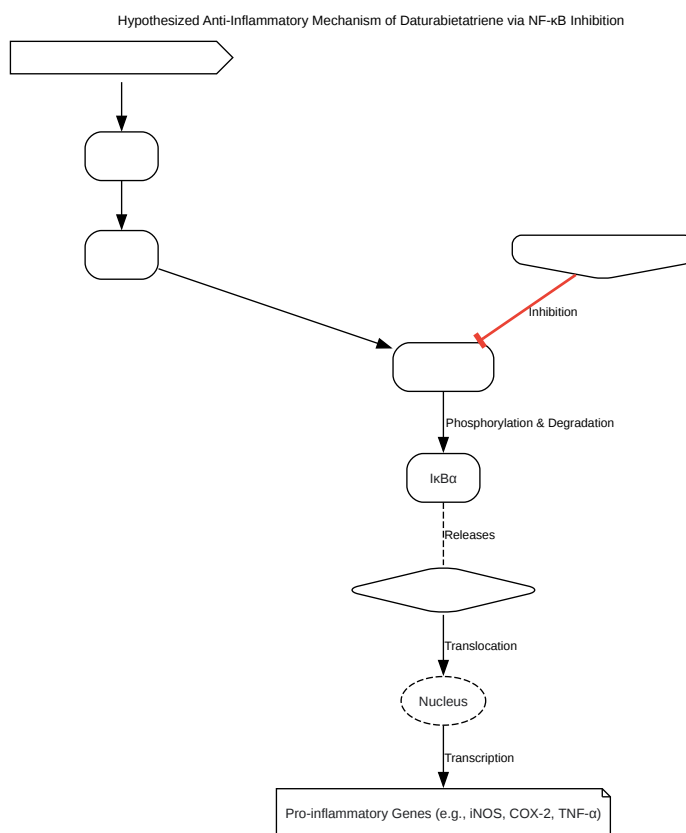 Hypothesized Anti-Inflammatory Mechanism of Daturabietatriene via NF-κB Inhibition
Inhibition
Phosphorylation & Degradation
IκBα
Releases
Translocation
Nucleus
Transcription
Pro-inflammatory Genes (e.g., iNOS, COX-2, TNF-α)